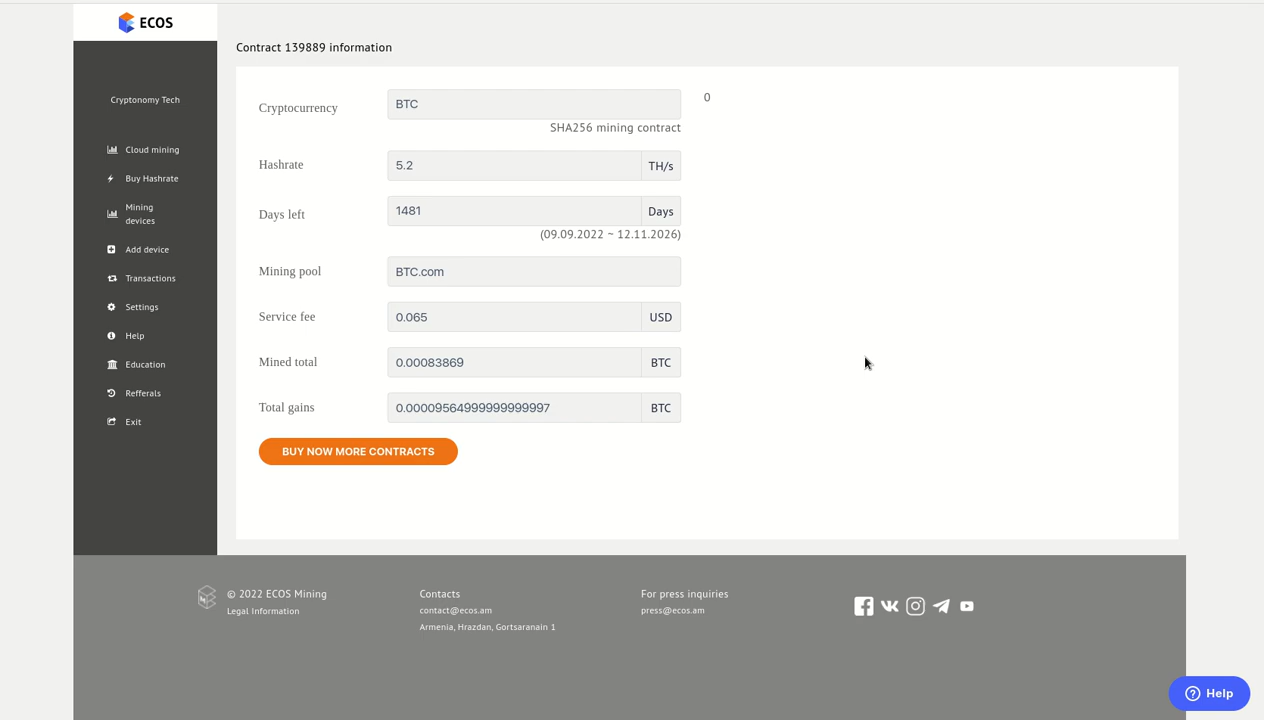 ECOS
Contract 139889 information
Cryptonomy Tech
Cloud mining
Buy Hashrate
Mining
devices
Add device
Transactions
Settings
Help
Education
Refferals
Exit
Cryptocurrency
BTC
0
SHA256 mining contract
Hashrate
5.2
TH/s
Days left
1481
Days
(09.09.2022 ~ 12.11.2026)
Mining pool
BTC.com
Service fee
0.065
USD
Mined total
0.00083869
BTC
Total gains
0.00009564999999999997
BTC
BUY NOW MORE CONTRACTS
© 2022 ECOS Mining
Legal Information
Contacts
contact@ecos.am
Armenia, Hrazdan, Gortsaranain 1
For press inquiries
press@ecos.am
Help